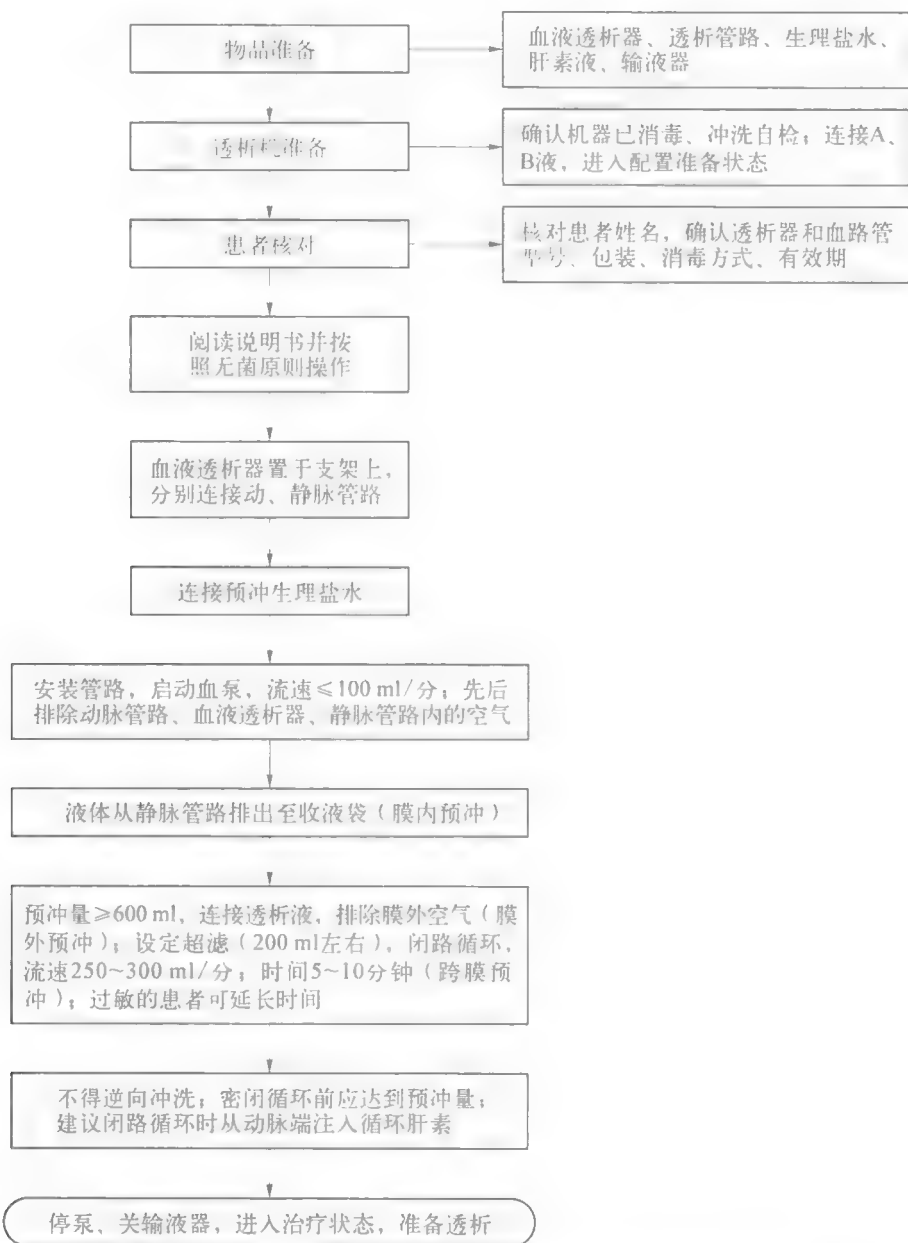 物品准备
血液透析器、透析管路、生理盐水、
肝素液、输液器
透析机准备
确认机器已消毒、冲洗自检；连接A、
B液，进入配置准备状态
患者核对
核对患者姓名，确认透析器和血路管
型号、包装、消毒方式、有效期
阅读说明书并按
照无菌原则操作
血液透析器置于支架上，
分别连接动、静脉管路
连接预冲生理盐水
安装管路，启动血泵，流速≤100 ml/分；先后
排除动脉管路、血液透析器、静脉管路内的空气
液体从静脉管路排出至收液袋（膜内预冲）
预冲量≥600 ml，连接透析液，排除膜外空气（膜
外预冲）；设定超滤（200 ml左右），闭路循环，
流速250~300 ml/分；时间5~10分钟（跨膜预
冲）；过敏的患者可延长时间
不得逆向冲洗；密闭循环前应达到预冲量；
建议闭路循环时从动脉端注入循环肝素
停泵、关输液器，进入治疗状态，准备透析